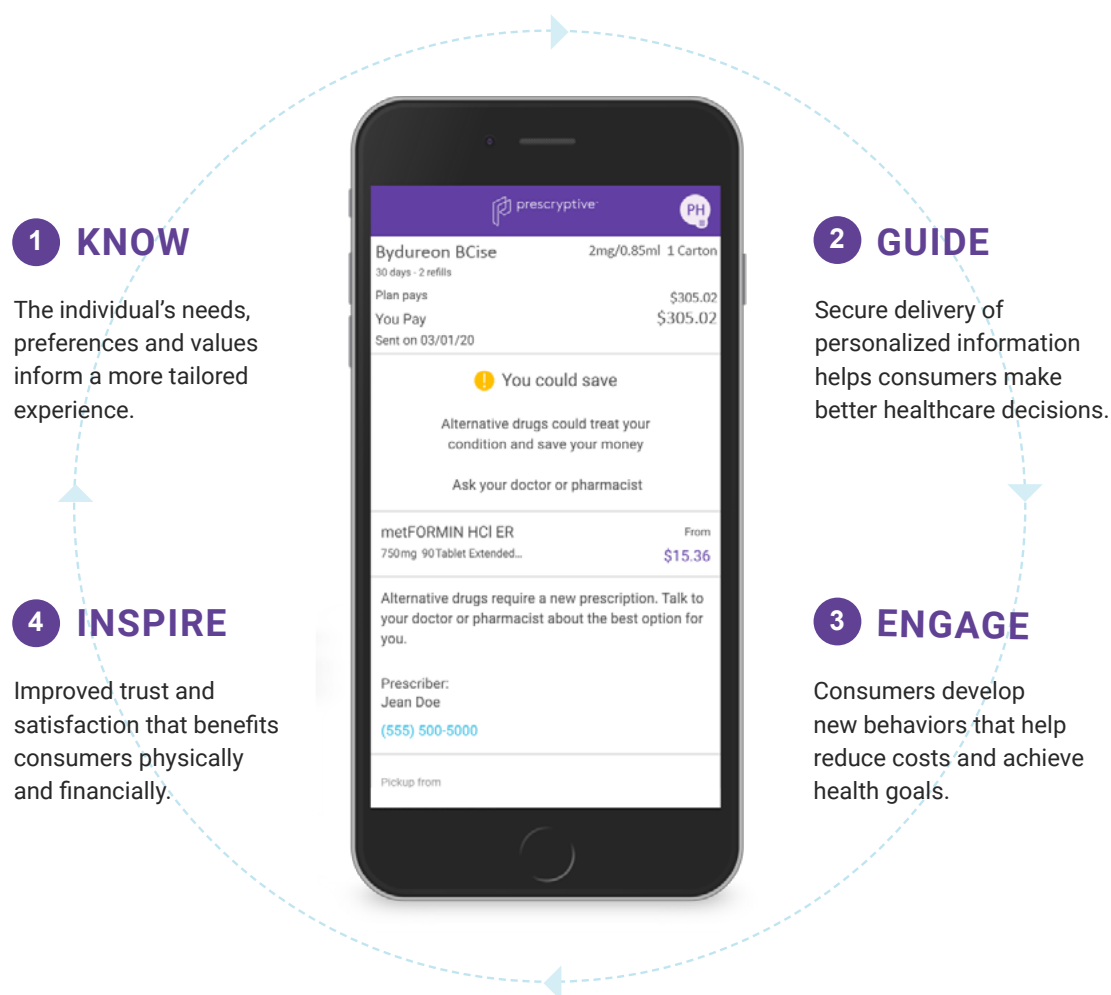 1 KNOW
The individual's needs,
preferences and values
inform a more tailored
experience.
prescryptive
PH
Bydureon BCise 2mg/0.85ml 1 Carton
30 days - 2 refills
Plan pays $305.02
You Pay $305.02
Sent on 03/01/20
! You could save
Alternative drugs could treat your
condition and save your money
Ask your doctor or pharmacist
metFORMIN HCl ER From
750mg 90Tablet Extended... $15.36
Alternative drugs require a new prescription. Talk to
your doctor or pharmacist about the best option for
you.
Prescriber:
Jean Doe
(555) 500-5000
Pickup from
2 GUIDE
Secure delivery of
personalized information
helps consumers make
better healthcare decisions.
3 ENGAGE
Consumers develop
new behaviors that help
reduce costs and achieve
health goals.
4 INSPIRE
Improved trust and
satisfaction that benefits
consumers physically
and financially.